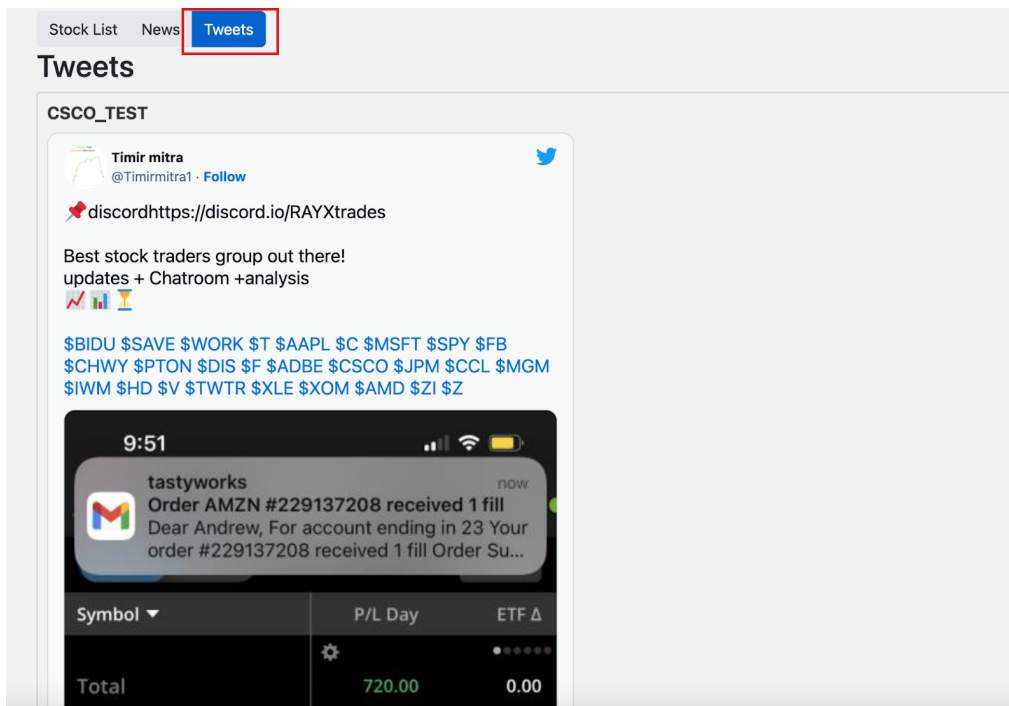 Stock List News Tweets
Tweets
CSCO_TEST
Timir mitra
@Timirmitra1 · Follow
📌discordhttps://discord.io/RAYXtrades
Best stock traders group out there!
updates + Chatroom +analysis
📈📊⏳
$BIDU $SAVE $WORK $T $AAPL $C $MSFT $SPY $FB
$CHWY $PTON $DIS $F $ADBE $CSCO $JPM $CCL $MGM
$IWM $HD $V $TWTR $XLE $XOM $AMD $ZI $Z
9:51
tastyworks now
Order AMZN #229137208 received 1 fill
Dear Andrew, For account ending in 23 Your
order #229137208 received 1 fill Order Su...
Symbol P/L Day ETF Δ
Total 720.00 0.00